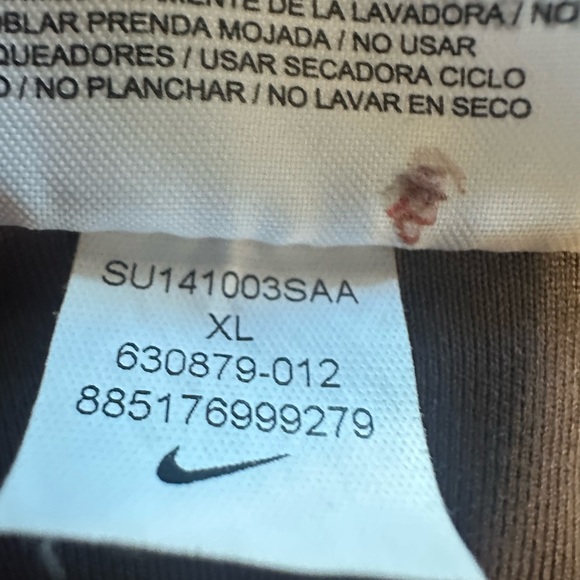 DE LA LAVADORA / NO
DOBLAR PRENDA MOJADA / NO USAR
QUEADORES / USAR SECADORA CICLO
O / NO PLANCHAR / NO LAVAR EN SECO
SU141003SAA
XL
630879-012
885176999279